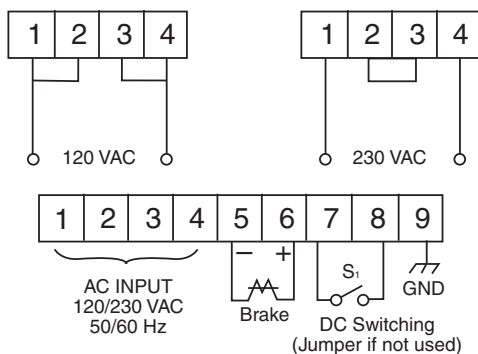 1 2 3 4
120 VAC
1 2 3 4
230 VAC
1 2 3 4 5 6 7 8 9
− +
S1
AC INPUT
120/230 VAC
50/60 Hz
Brake
DC Switching
(Jumper if not used)
GND